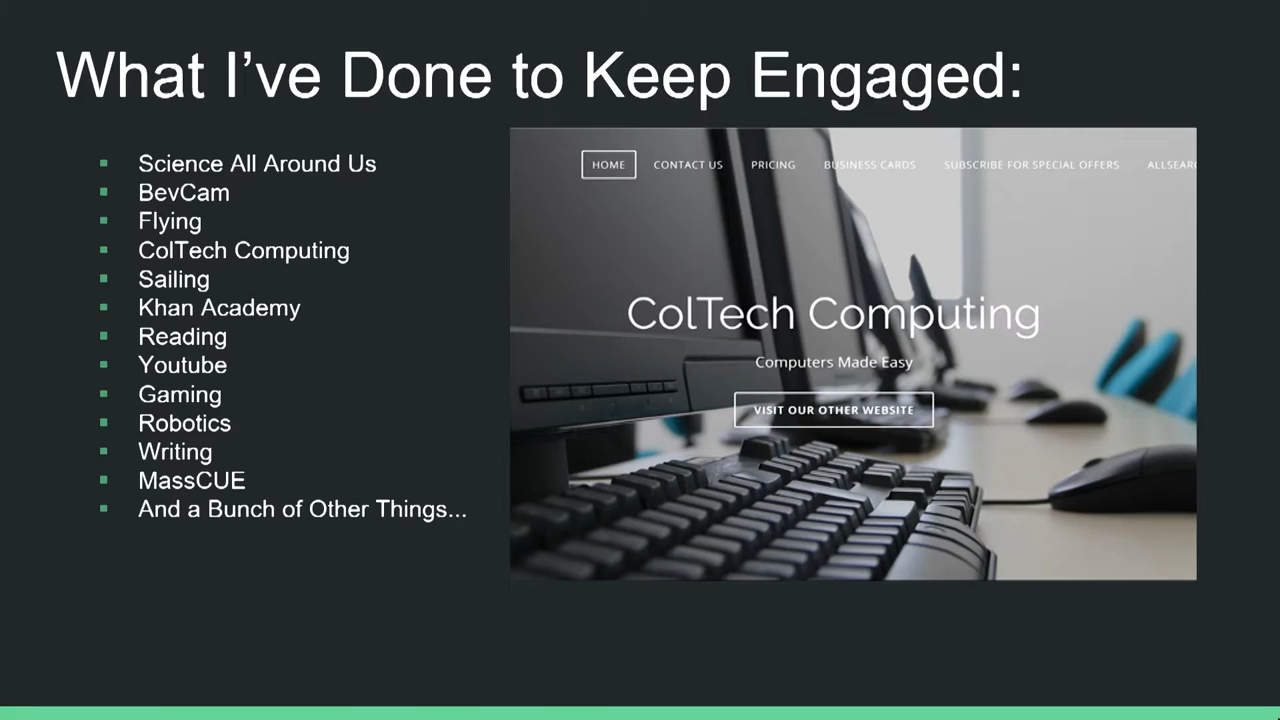 What I’ve Done to Keep Engaged:
Science All Around Us
BevCam
Flying
ColTech Computing
Sailing
Khan Academy
Reading
Youtube
Gaming
Robotics
Writing
MassCUE
And a Bunch of Other Things...
HOME CONTACT US PRICING BUSINESS CARDS SUBSCRIBE FOR SPECIAL OFFERS
ColTech Computing
Computers Made Easy
VISIT OUR OTHER WEBSITE